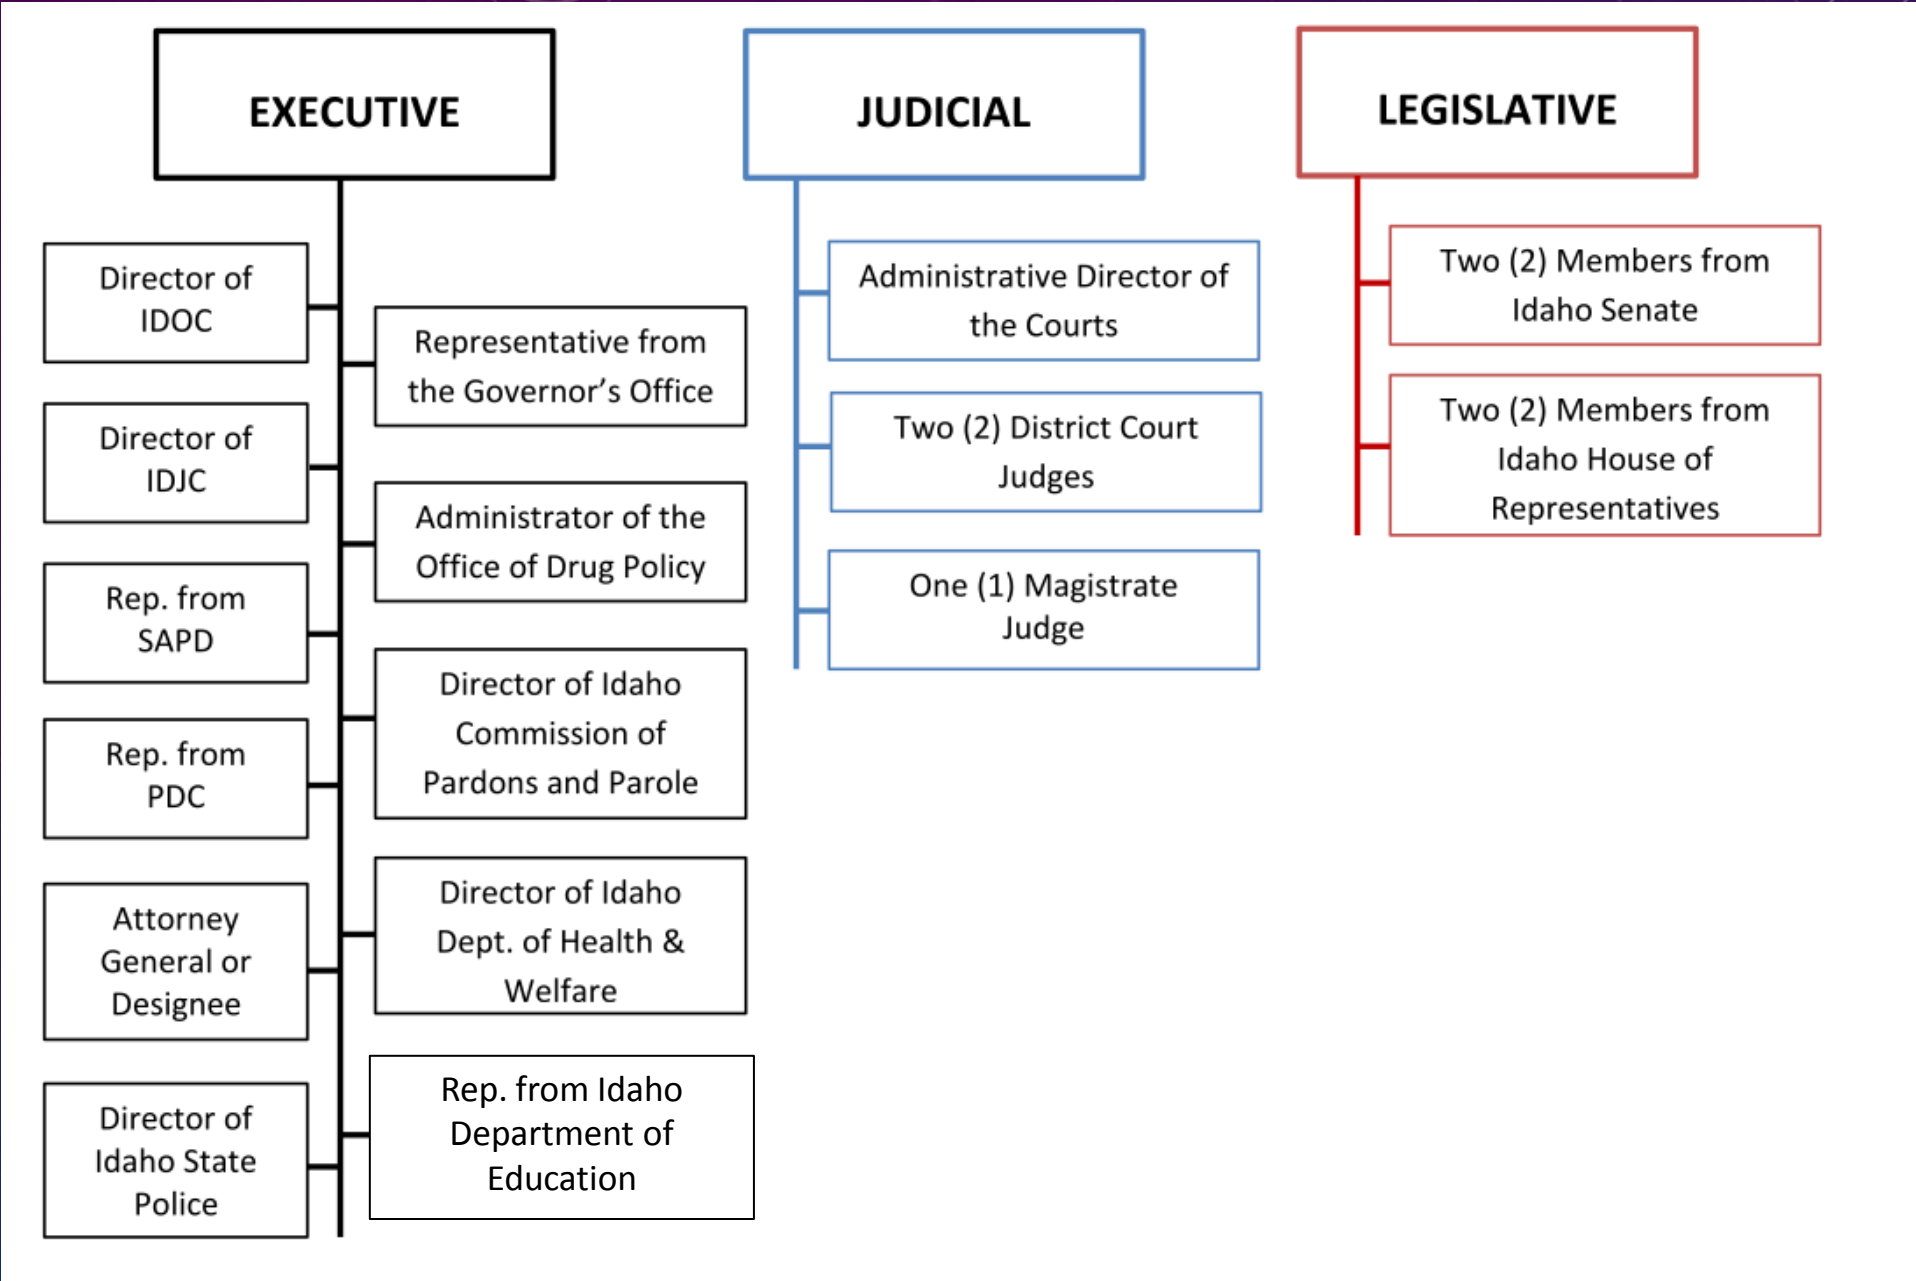 EXECUTIVE
Director of
IDOC
Director of
IDJC
Rep. from
SAPD
Rep. from
PDC
Attorney
General or
Designee
Director of
Idaho State
Police
Representative from
the Governor’s Office
Administrator of the
Office of Drug Policy
Director of Idaho
Commission of
Pardons and Parole
Director of Idaho
Dept. of Health &
Welfare
Rep. from Idaho
Department of
Education
JUDICIAL
Administrative Director of
the Courts
Two (2) District Court
Judges
One (1) Magistrate
Judge
LEGISLATIVE
Two (2) Members from
Idaho Senate
Two (2) Members from
Idaho House of
Representatives